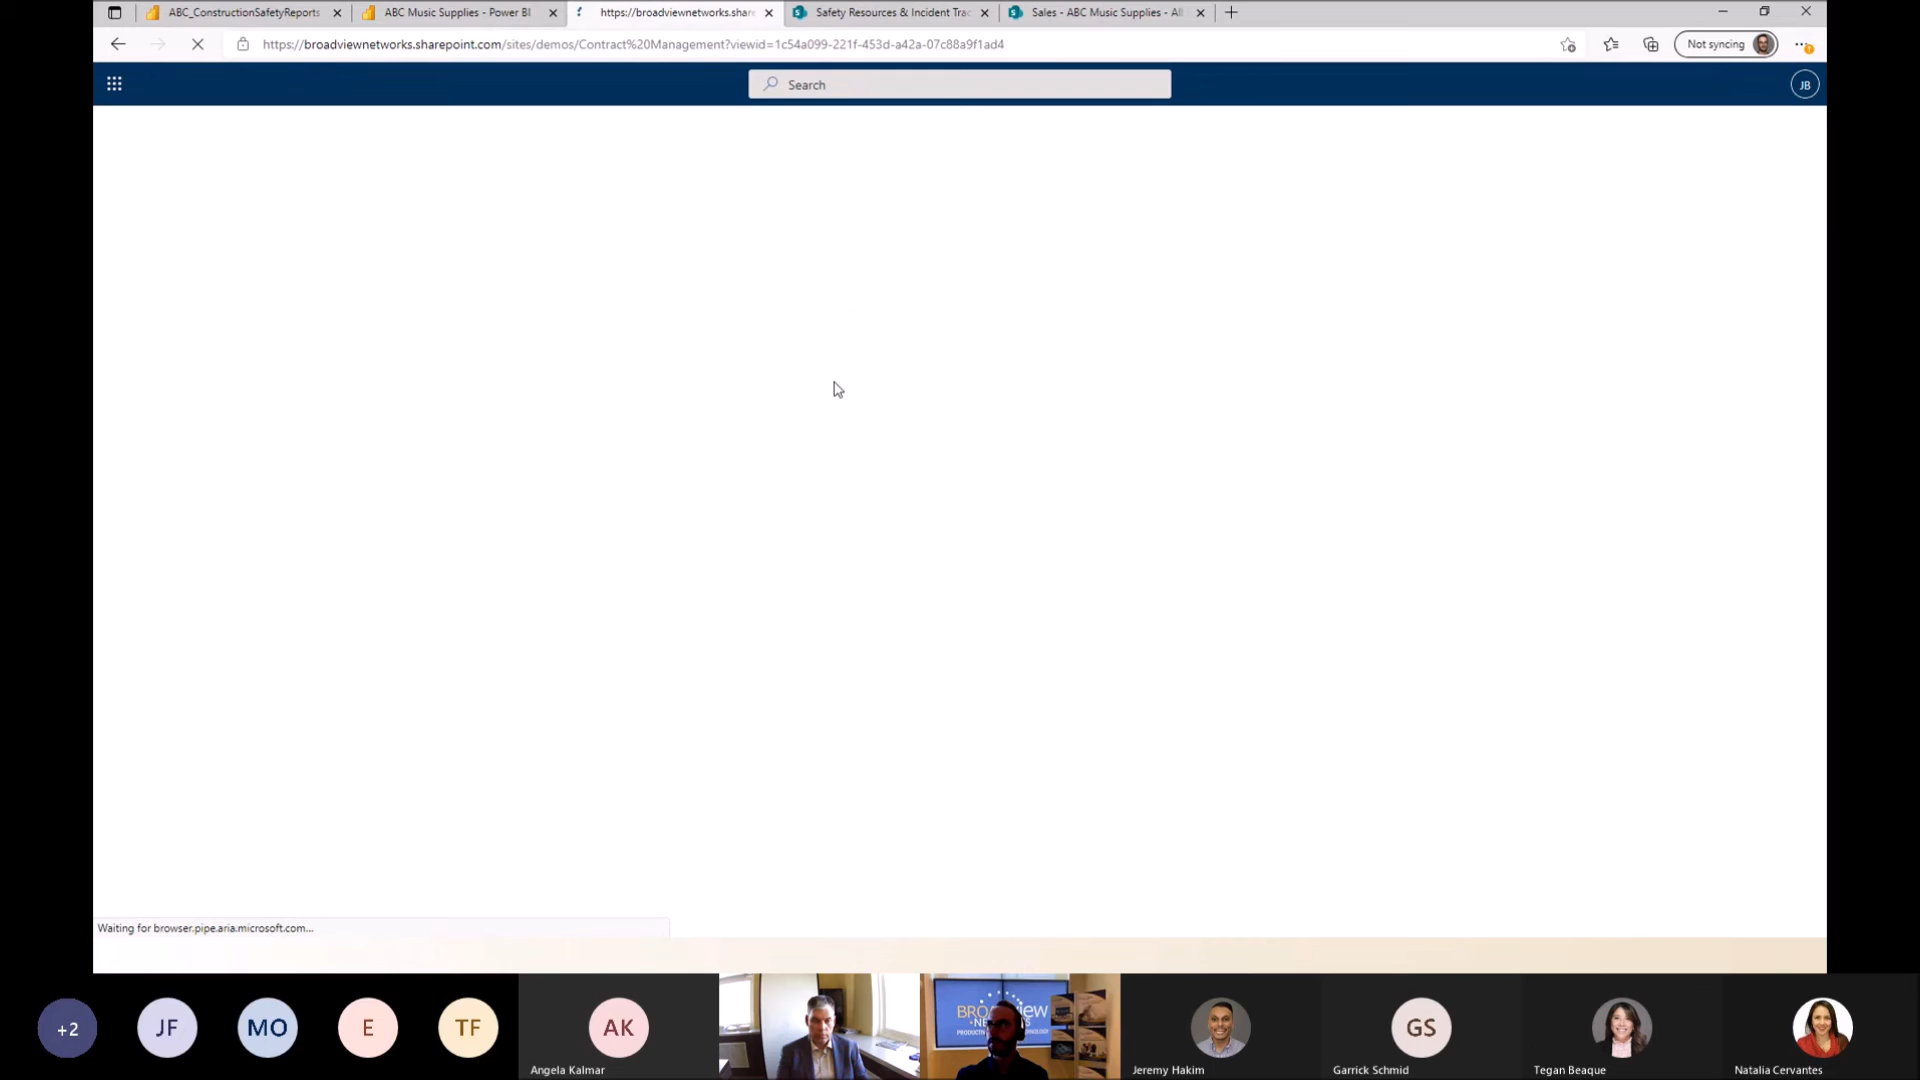 ABC_ConstructionSafetyReports
ABC Music Supplies - Power BI
https://broadviewnetworks.shar
Safety Resources & Incident Trac
Sales - ABC Music Supplies - All
https://broadviewnetworks.sharepoint.com/sites/demos/Contract%20Management?viewid=1c54a099-221f-453d-a42a-07c88a9f1ad4
Not syncing
Search
JB
Waiting for browser.pipe.aria.microsoft.com...
+2
JF
MO
E
TF
AK
GS
Angela Kalmar
Jeremy Hakim
Garrick Schmid
Tegan Beaque
Natalia Cervantes